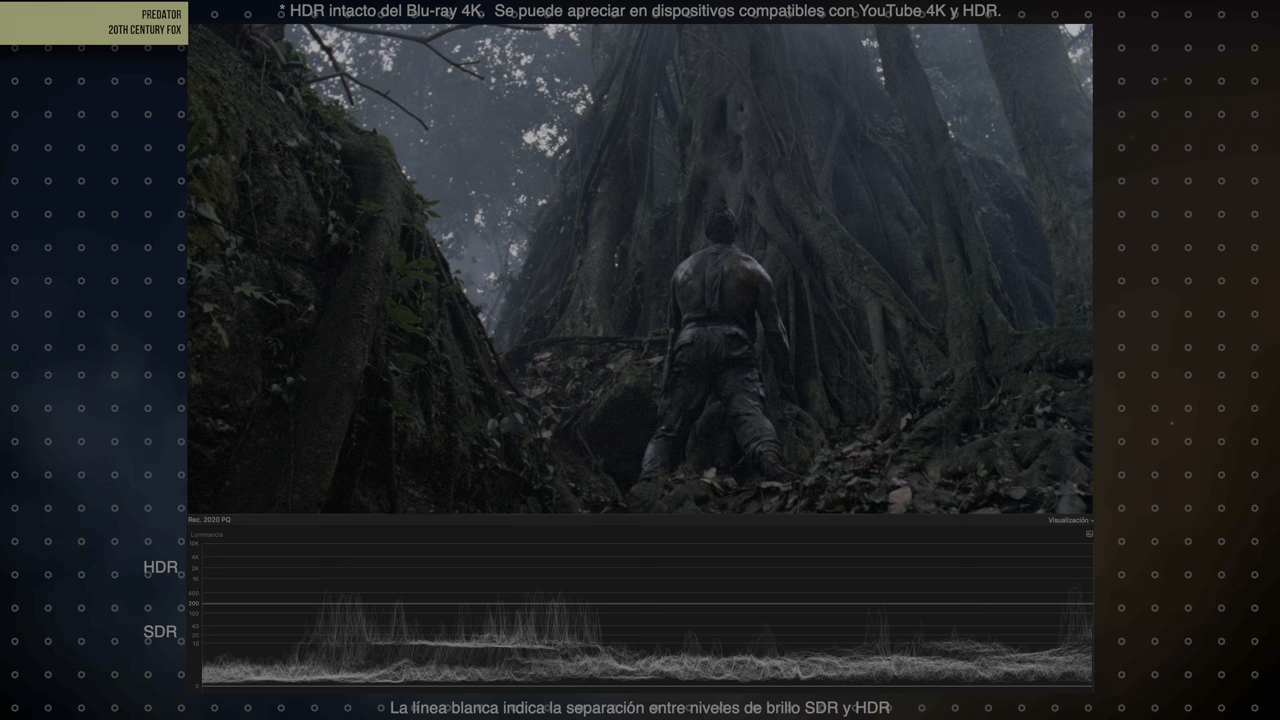 PREDATOR
20TH CENTURY FOX
* HDR intacto del Blu-ray 4K.  Se puede apreciar en dispositivos compatibles con YouTube 4K y HDR.
Rec. 2020 PQ
Visualización
Luminancia
10K
4K
2K
1K
400
200
100
40
20
10
0
HDR
SDR
La línea blanca indica la separación entre niveles de brillo SDR y HDR